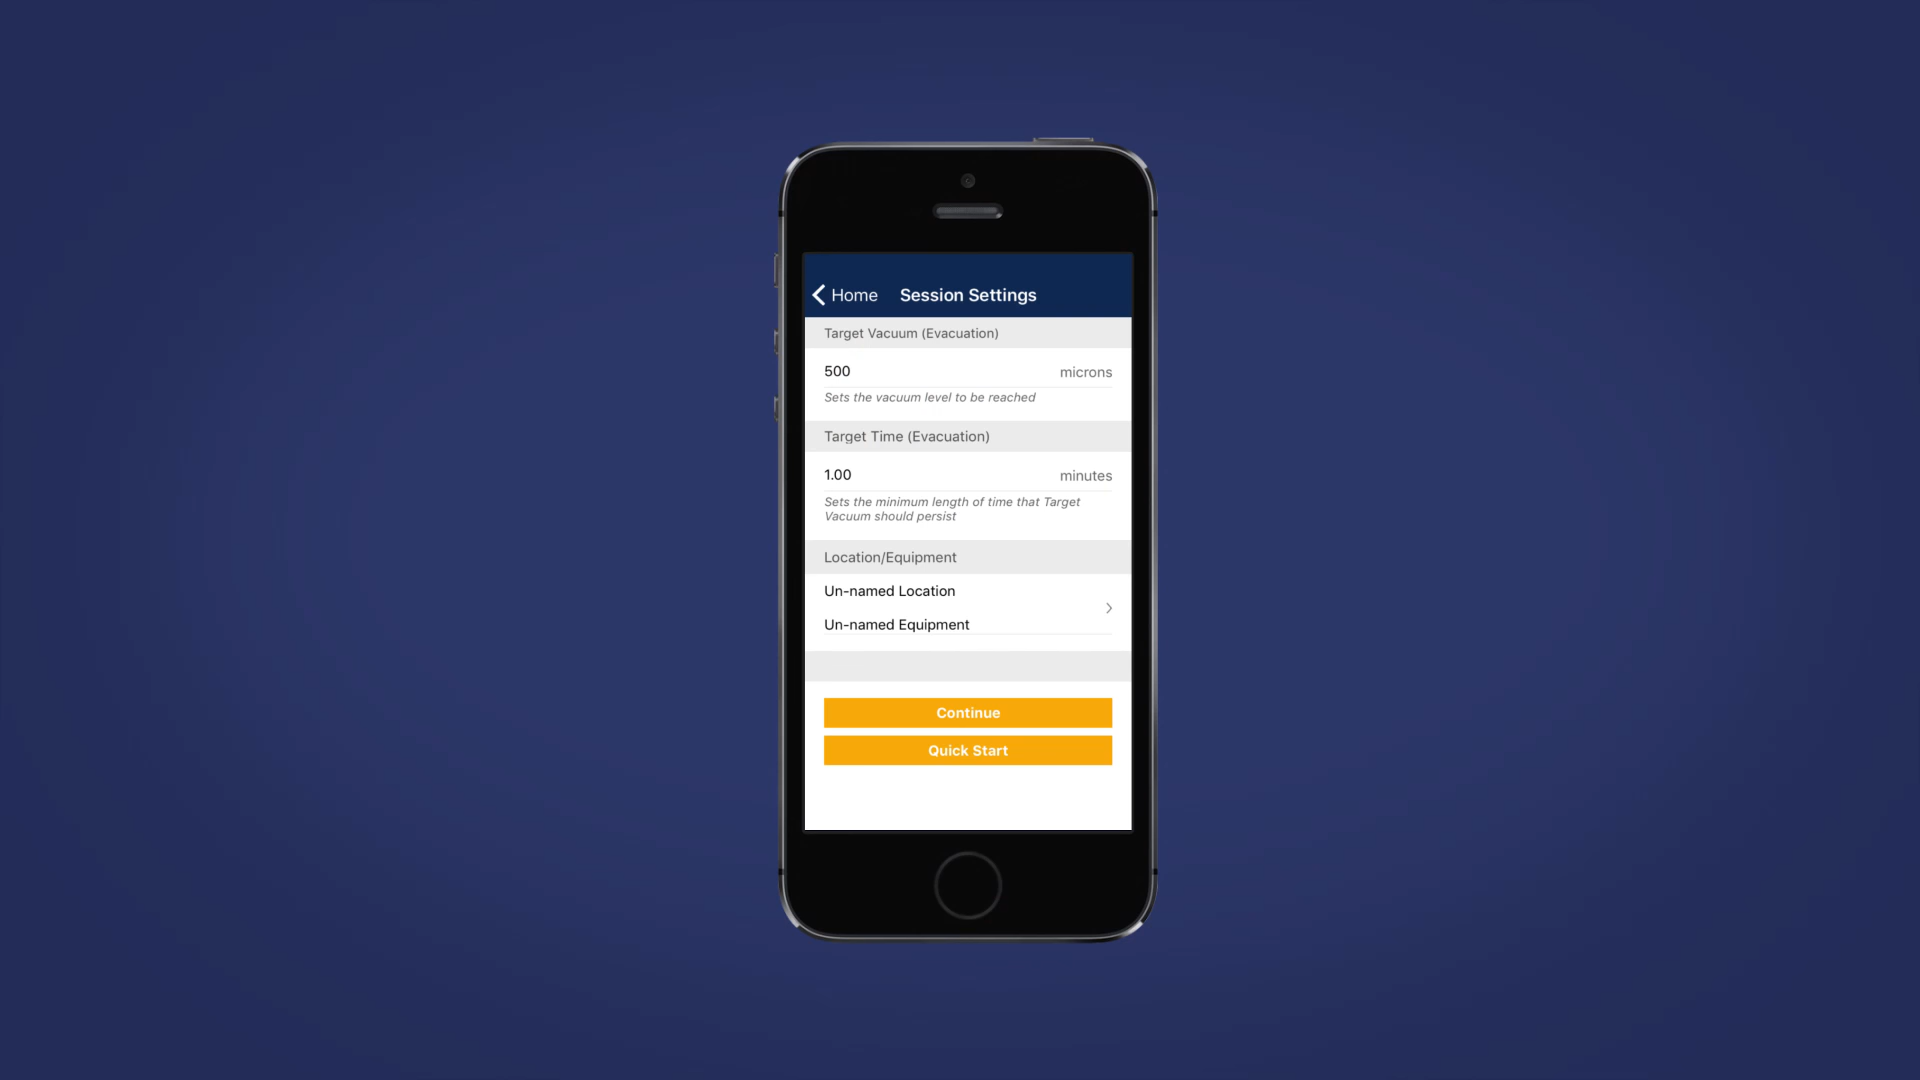 Home Session Settings
Target Vacuum (Evacuation)
500 microns
Sets the vacuum level to be reached
Target Time (Evacuation)
1.00 minutes
Sets the minimum length of time that Target
Vacuum should persist
Location/Equipment
Un-named Location
Un-named Equipment
Continue
Quick Start